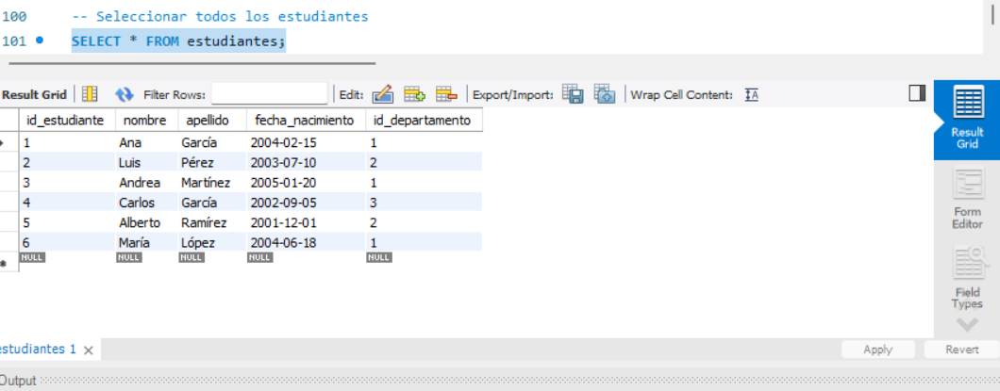 100 -- Seleccionar todos los estudiantes
101 SELECT * FROM estudiantes;
Result Grid Filter Rows: Edit: Export/Import: Wrap Cell Content: IA
id_estudiante nombre apellido fecha_nacimiento id_departamento
1 Ana García 2004-02-15 1
2 Luis Pérez 2003-07-10 2
3 Andrea Martínez 2005-01-20 1
4 Carlos García 2002-09-05 3
5 Alberto Ramírez 2001-12-01 2
6 María López 2004-06-18 1
NULL NULL NULL NULL NULL
Result
Grid
Form
Editor
Field
Types
estudiantes 1 Apply Revert
Output